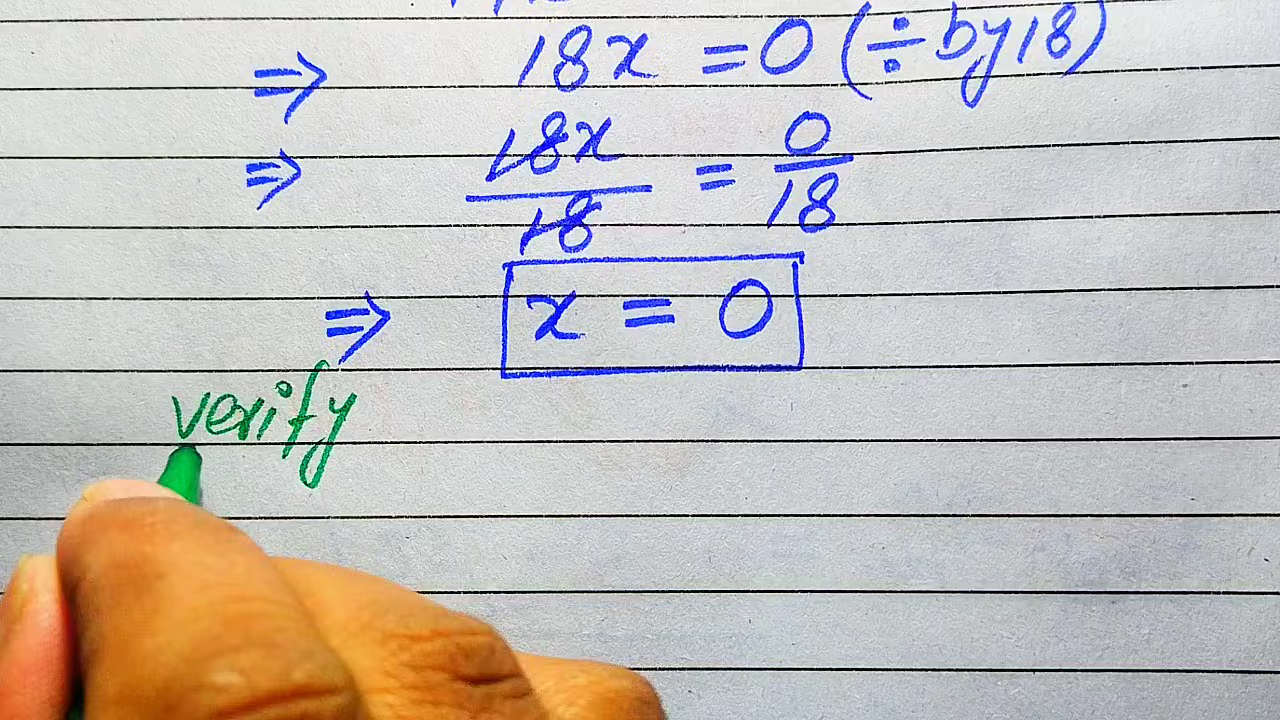 ⇒ 18x = 0 (÷ by 18)
⇒ 18x/18 = 0/18
⇒ x = 0
verify